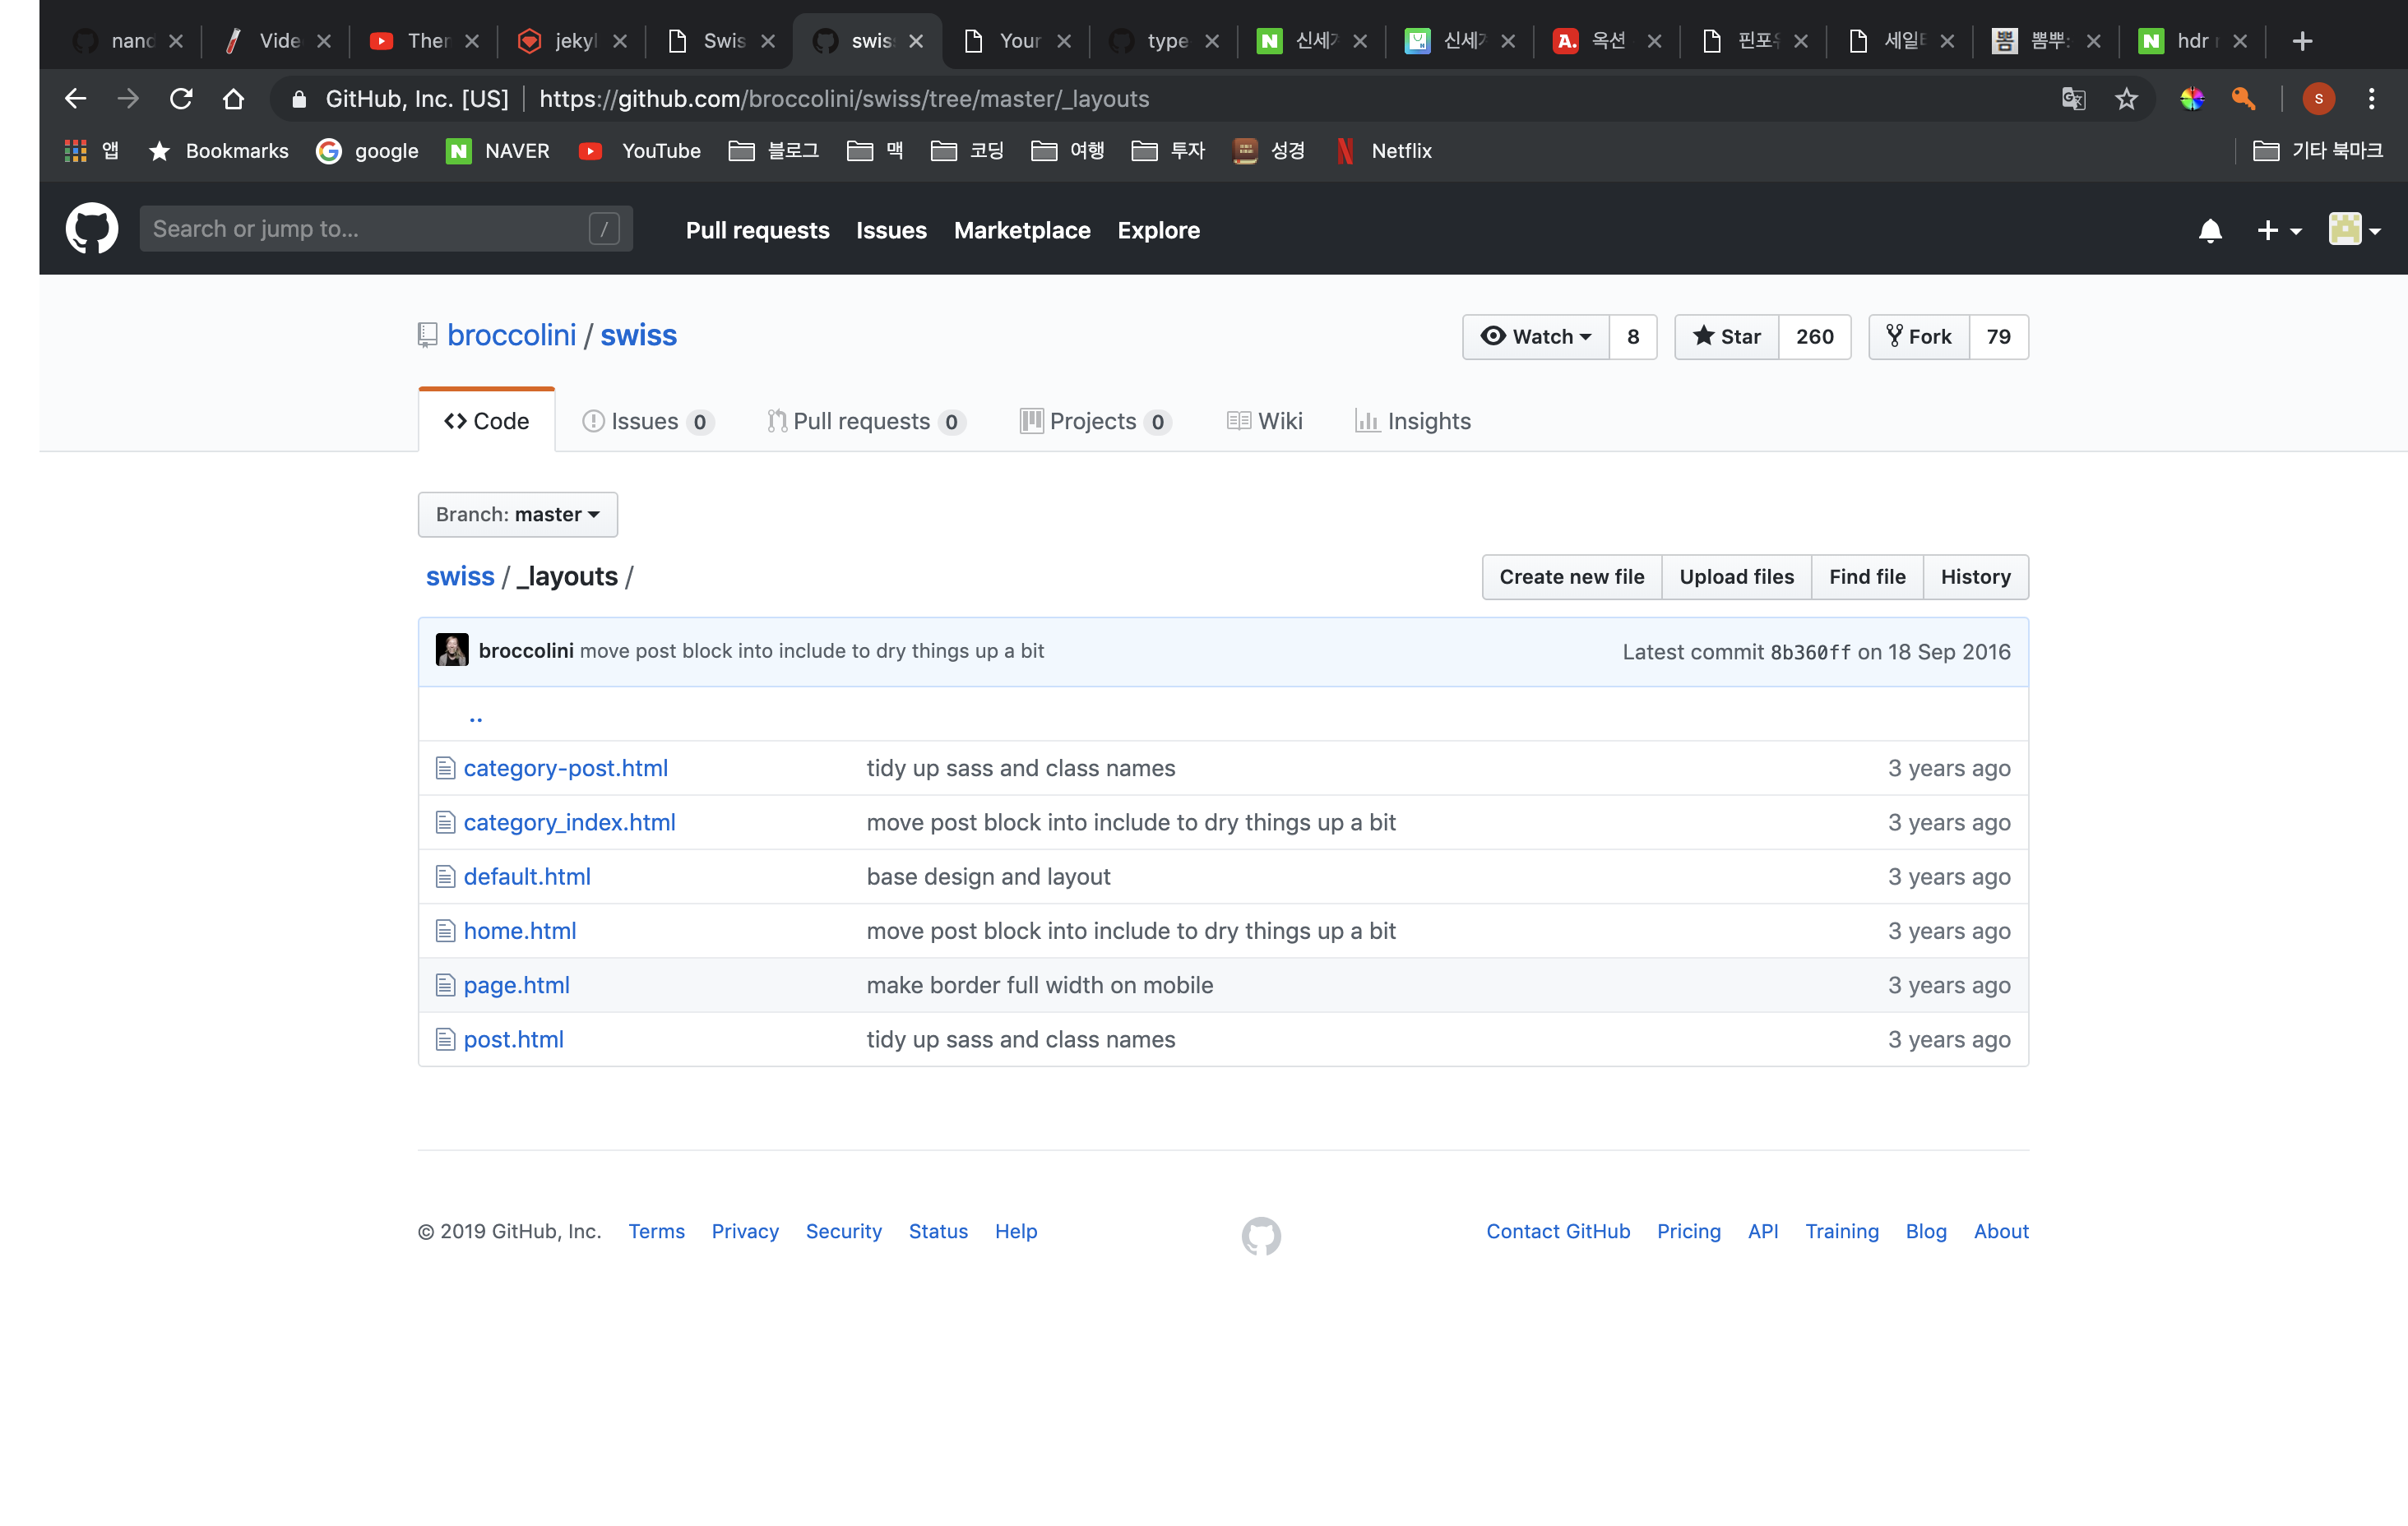 nand Vide Ther jekyl Swis swis Your type 신세기 신세기 옥션 핀포 세일 뽐뿌: hdr
GitHub, Inc. [US] https://github.com/broccolini/swiss/tree/master/_layouts
앱 Bookmarks google NAVER YouTube 블로그 맥 코딩 여행 투자 성경 Netflix 기타 북마크
Search or jump to... / Pull requests Issues Marketplace Explore
broccolini / swiss Watch 8 Star 260 Fork 79
Code Issues 0 Pull requests 0 Projects 0 Wiki Insights
Branch: master
swiss / _layouts / Create new file Upload files Find file History
broccolini move post block into include to dry things up a bit Latest commit 8b360ff on 18 Sep 2016
..
category-post.html tidy up sass and class names 3 years ago
category_index.html move post block into include to dry things up a bit 3 years ago
default.html base design and layout 3 years ago
home.html move post block into include to dry things up a bit 3 years ago
page.html make border full width on mobile 3 years ago
post.html tidy up sass and class names 3 years ago
© 2019 GitHub, Inc. Terms Privacy Security Status Help Contact GitHub Pricing API Training Blog About